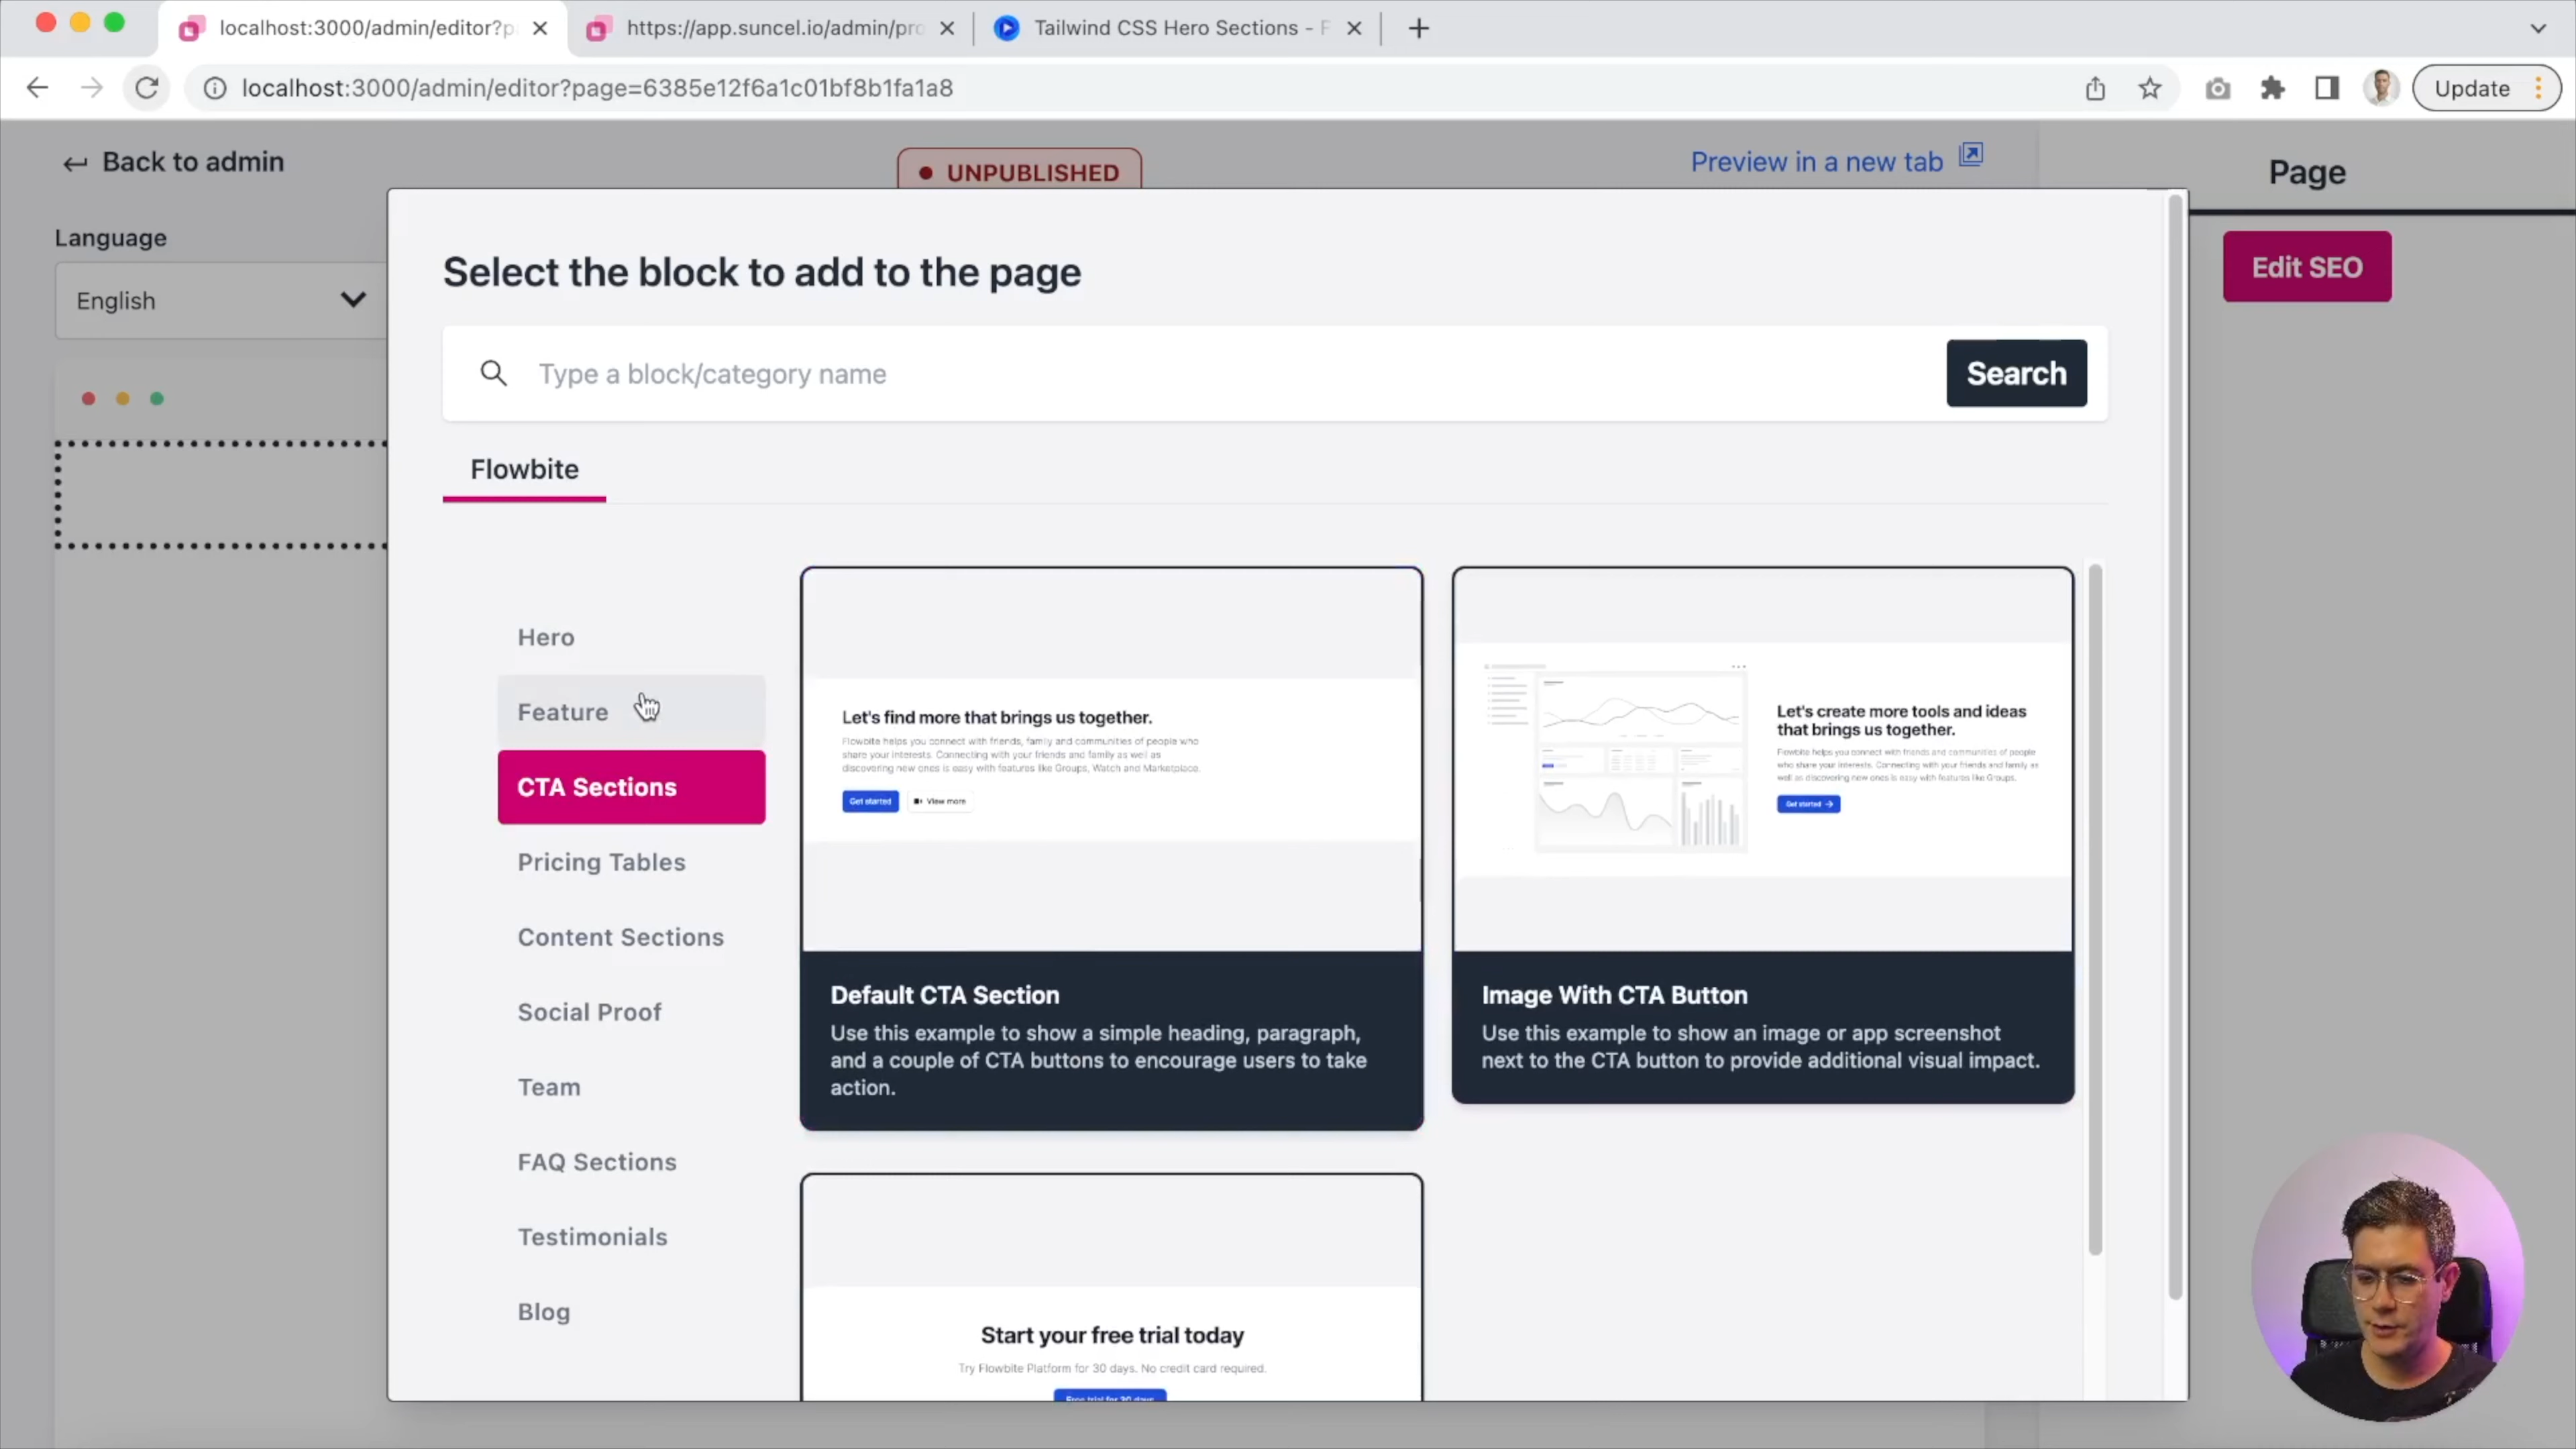 localhost:3000/admin/editor?p
https://app.suncel.io/admin/pro
Tailwind CSS Hero Sections - F
localhost:3000/admin/editor?page=6385e12f6a1c01bf8b1fa1a8
Update
Back to admin
UNPUBLISHED
Preview in a new tab
Page
Language
English
Edit SEO
Select the block to add to the page
Type a block/category name
Search
Flowbite
Hero
Feature
CTA Sections
Pricing Tables
Content Sections
Social Proof
Team
FAQ Sections
Testimonials
Blog
Let's find more that brings us together.
Flowbite helps you connect with friends, family and communities of people who
share your interests. Connecting with your friends and family as well as
discovering new ones is easy with features like Groups, Watch and Marketplace.
Get started
View more
Default CTA Section
Use this example to show a simple heading, paragraph,
and a couple of CTA buttons to encourage users to take
action.
Let's create more tools and ideas
that brings us together.
Flowbite helps you connect with friends and communities of people
who share your interests. Connecting with your friends and family as
well as discovering new ones is easy with features like Groups.
Get started
Image With CTA Button
Use this example to show an image or app screenshot
next to the CTA button to provide additional visual impact.
Start your free trial today
Try Flowbite Platform for 30 days. No credit card required.
Free trial for 30 days